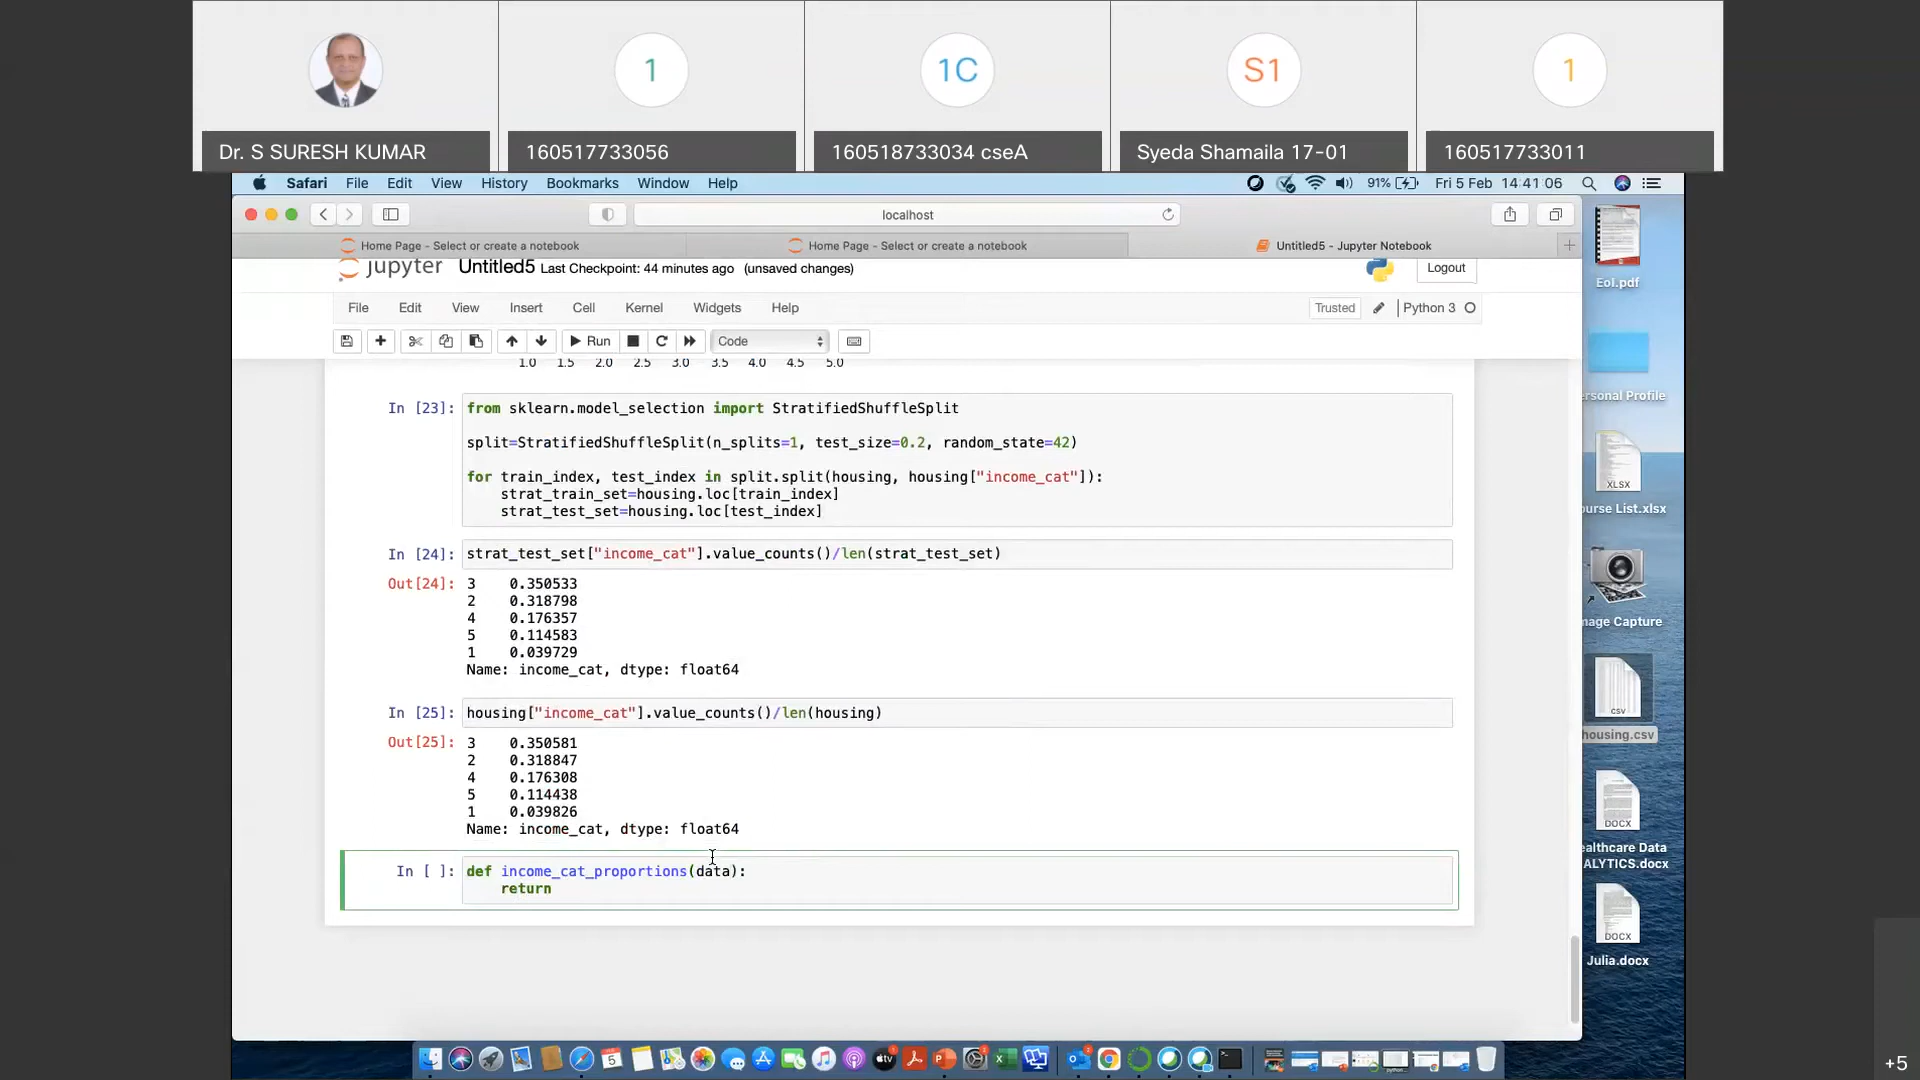 1
1C
S1
1
Dr. S SURESH KUMAR
160517733056
160518733034 cseA
Syeda Shamaila 17-01
160517733011
Safari File Edit View History Bookmarks Window Help
91% Fri 5 Feb 14:41:06
localhost
Home Page - Select or create a notebook
Home Page - Select or create a notebook
Untitled5 - Jupyter Notebook
jupyter Untitled5 Last Checkpoint: 44 minutes ago (unsaved changes)
Logout
File Edit View Insert Cell Kernel Widgets Help
Trusted Python 3
Run Code
1.0 1.5 2.0 2.5 3.0 3.5 4.0 4.5 5.0
In [23]: from sklearn.model_selection import StratifiedShuffleSplit
split=StratifiedShuffleSplit(n_splits=1, test_size=0.2, random_state=42)
for train_index, test_index in split.split(housing, housing["income_cat"]):
strat_train_set=housing.loc[train_index]
strat_test_set=housing.loc[test_index]
In [24]: strat_test_set["income_cat"].value_counts()/len(strat_test_set)
Out[24]: 3 0.350533
2 0.318798
4 0.176357
5 0.114583
1 0.039729
Name: income_cat, dtype: float64
In [25]: housing["income_cat"].value_counts()/len(housing)
Out[25]: 3 0.350581
2 0.318847
4 0.176308
5 0.114438
1 0.039826
Name: income_cat, dtype: float64
In [ ]: def income_cat_proportions(data):
return
EoI.pdf
ersonal Profile
XLSX
ourse List.xlsx
mage Capture
CSV
housing.csv
DOCX
ealthcare Data
ALYTICS.docx
DOCX
Julia.docx
5
tv
+5